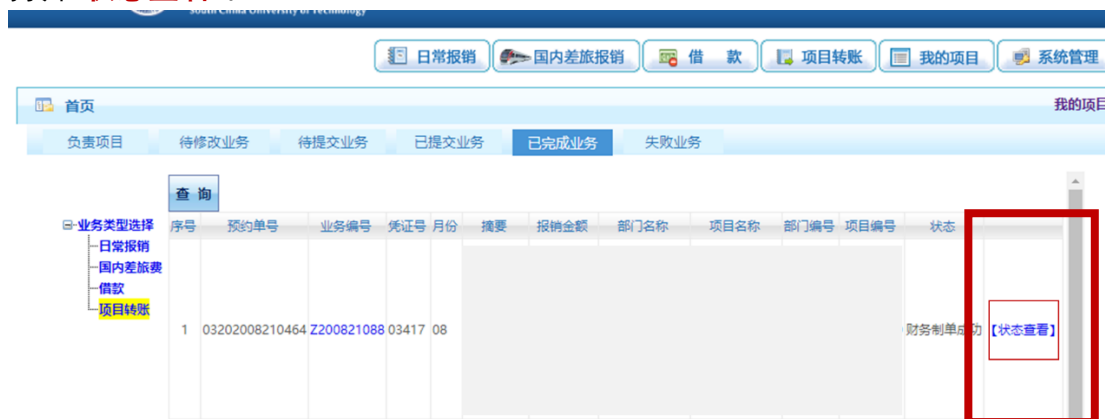 South China University of Technology
日常报销 国内差旅报销 借 款 项目转账 我的项目 系统管理
首页 我的项目
负责项目 待修改业务 待提交业务 已提交业务 已完成业务 失败业务
查 询
业务类型选择
日常报销
国内差旅费
借款
项目转账
序号 预约单号 业务编号 凭证号 月份 摘要 报销金额 部门名称 项目名称 部门编号 项目编号 状态
1 03202008210464 Z200821088 03417 08 财务制单成功 【状态查看】